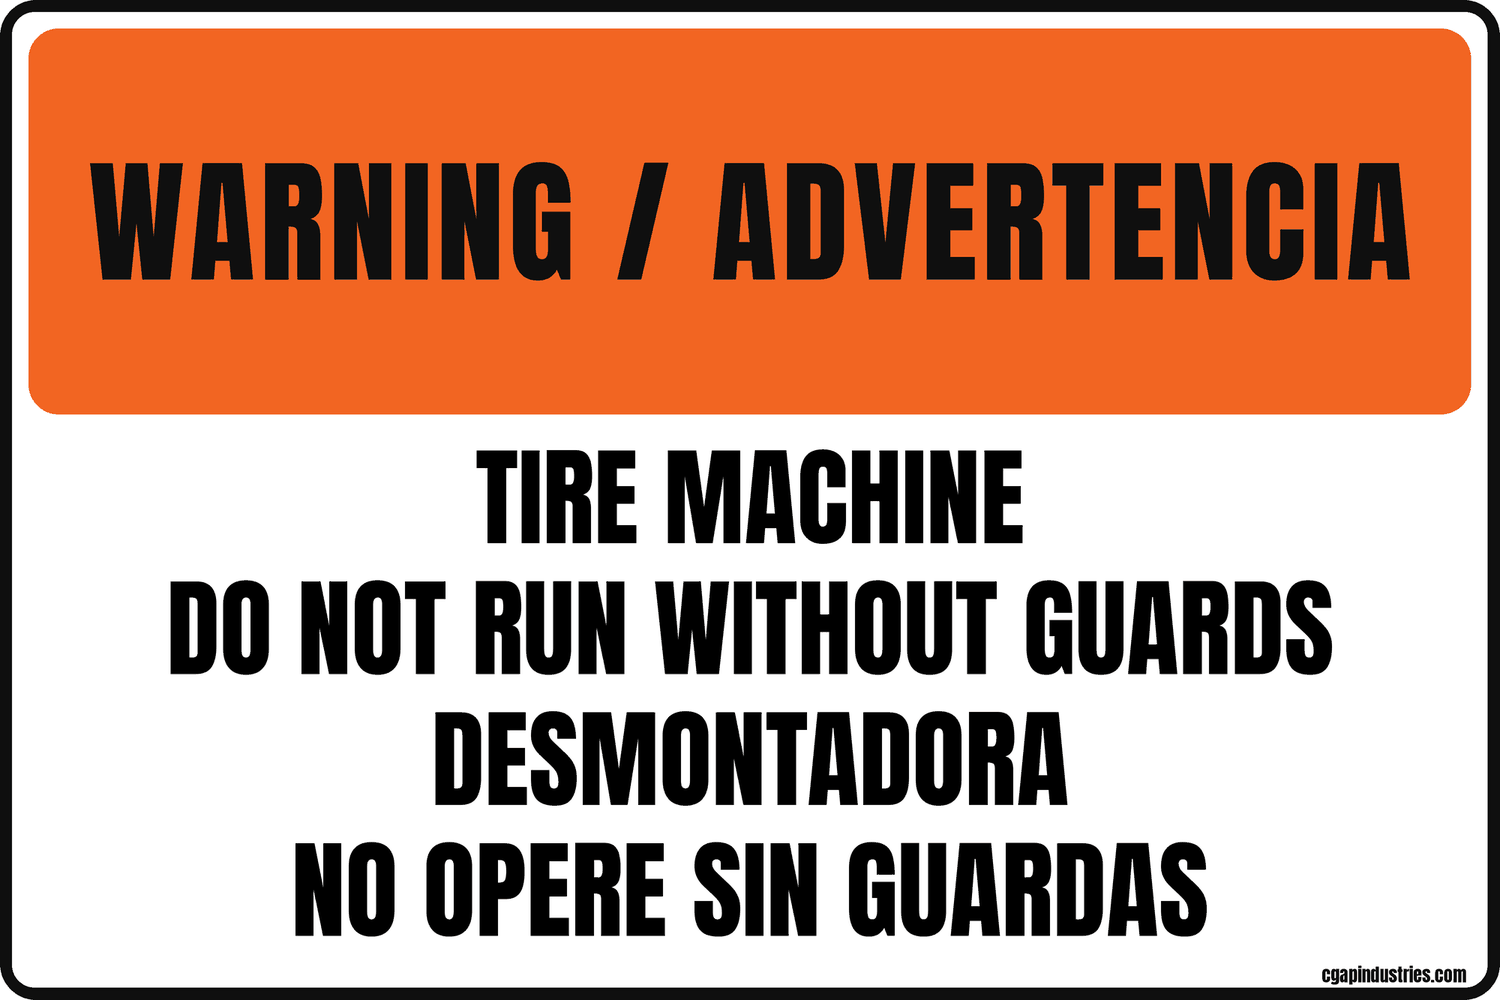 WARNING / ADVERTENCIA
TIRE MACHINE
DO NOT RUN WITHOUT GUARDS
DESMONTADORA
NO OPERE SIN GUARDAS
cgapindustries.com